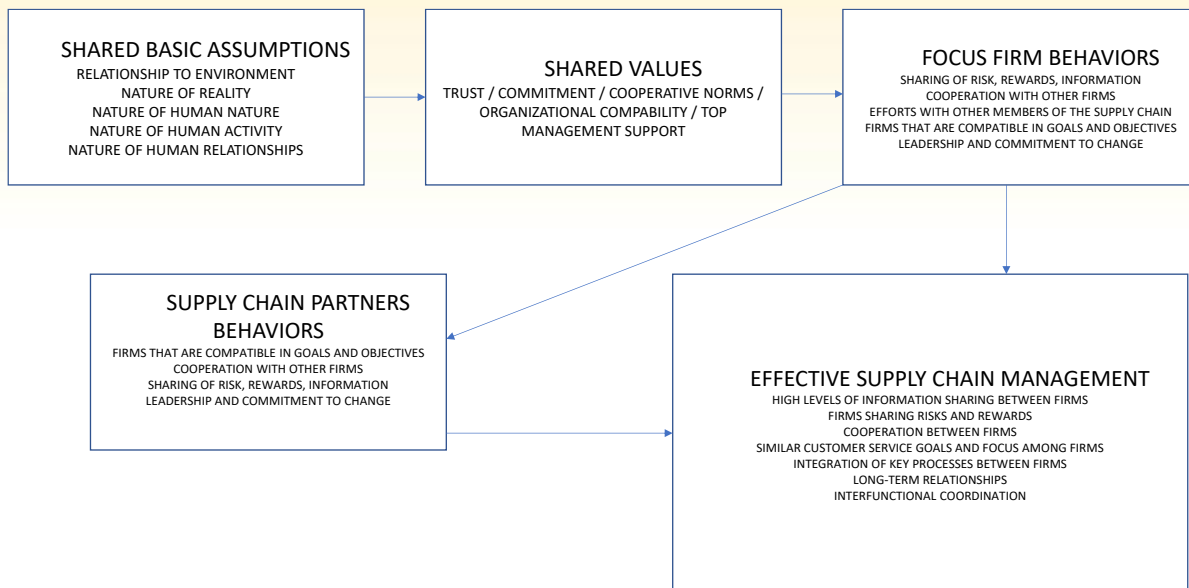 SHARED BASIC ASSUMPTIONS
RELATIONSHIP TO ENVIRONMENT
NATURE OF REALITY
NATURE OF HUMAN NATURE
NATURE OF HUMAN ACTIVITY
NATURE OF HUMAN RELATIONSHIPS
SHARED VALUES
TRUST / COMMITMENT / COOPERATIVE NORMS /
ORGANIZATIONAL COMPABILITY / TOP
MANAGEMENT SUPPORT
FOCUS FIRM BEHAVIORS
SHARING OF RISK, REWARDS, INFORMATION
COOPERATION WITH OTHER FIRMS
EFFORTS WITH OTHER MEMBERS OF THE SUPPLY CHAIN
FIRMS THAT ARE COMPATIBLE IN GOALS AND OBJECTIVES
LEADERSHIP AND COMMITMENT TO CHANGE
SUPPLY CHAIN PARTNERS
BEHAVIORS
FIRMS THAT ARE COMPATIBLE IN GOALS AND OBJECTIVES
COOPERATION WITH OTHER FIRMS
SHARING OF RISK, REWARDS, INFORMATION
LEADERSHIP AND COMMITMENT TO CHANGE
EFFECTIVE SUPPLY CHAIN MANAGEMENT
HIGH LEVELS OF INFORMATION SHARING BETWEEN FIRMS
FIRMS SHARING RISKS AND REWARDS
COOPERATION BETWEEN FIRMS
SIMILAR CUSTOMER SERVICE GOALS AND FOCUS AMONG FIRMS
INTEGRATION OF KEY PROCESSES BETWEEN FIRMS
LONG-TERM RELATIONSHIPS
INTERFUNCTIONAL COORDINATION